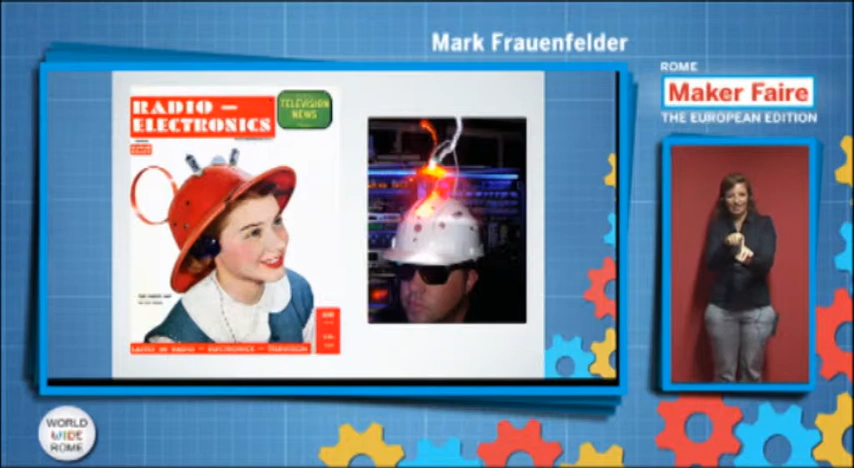 Mark Frauenfelder
ROME
Maker Faire
THE EUROPEAN EDITION
RADIO –
ELECTRONICS
TELEVISION
NEWS
WORLD
WIDE
ROME